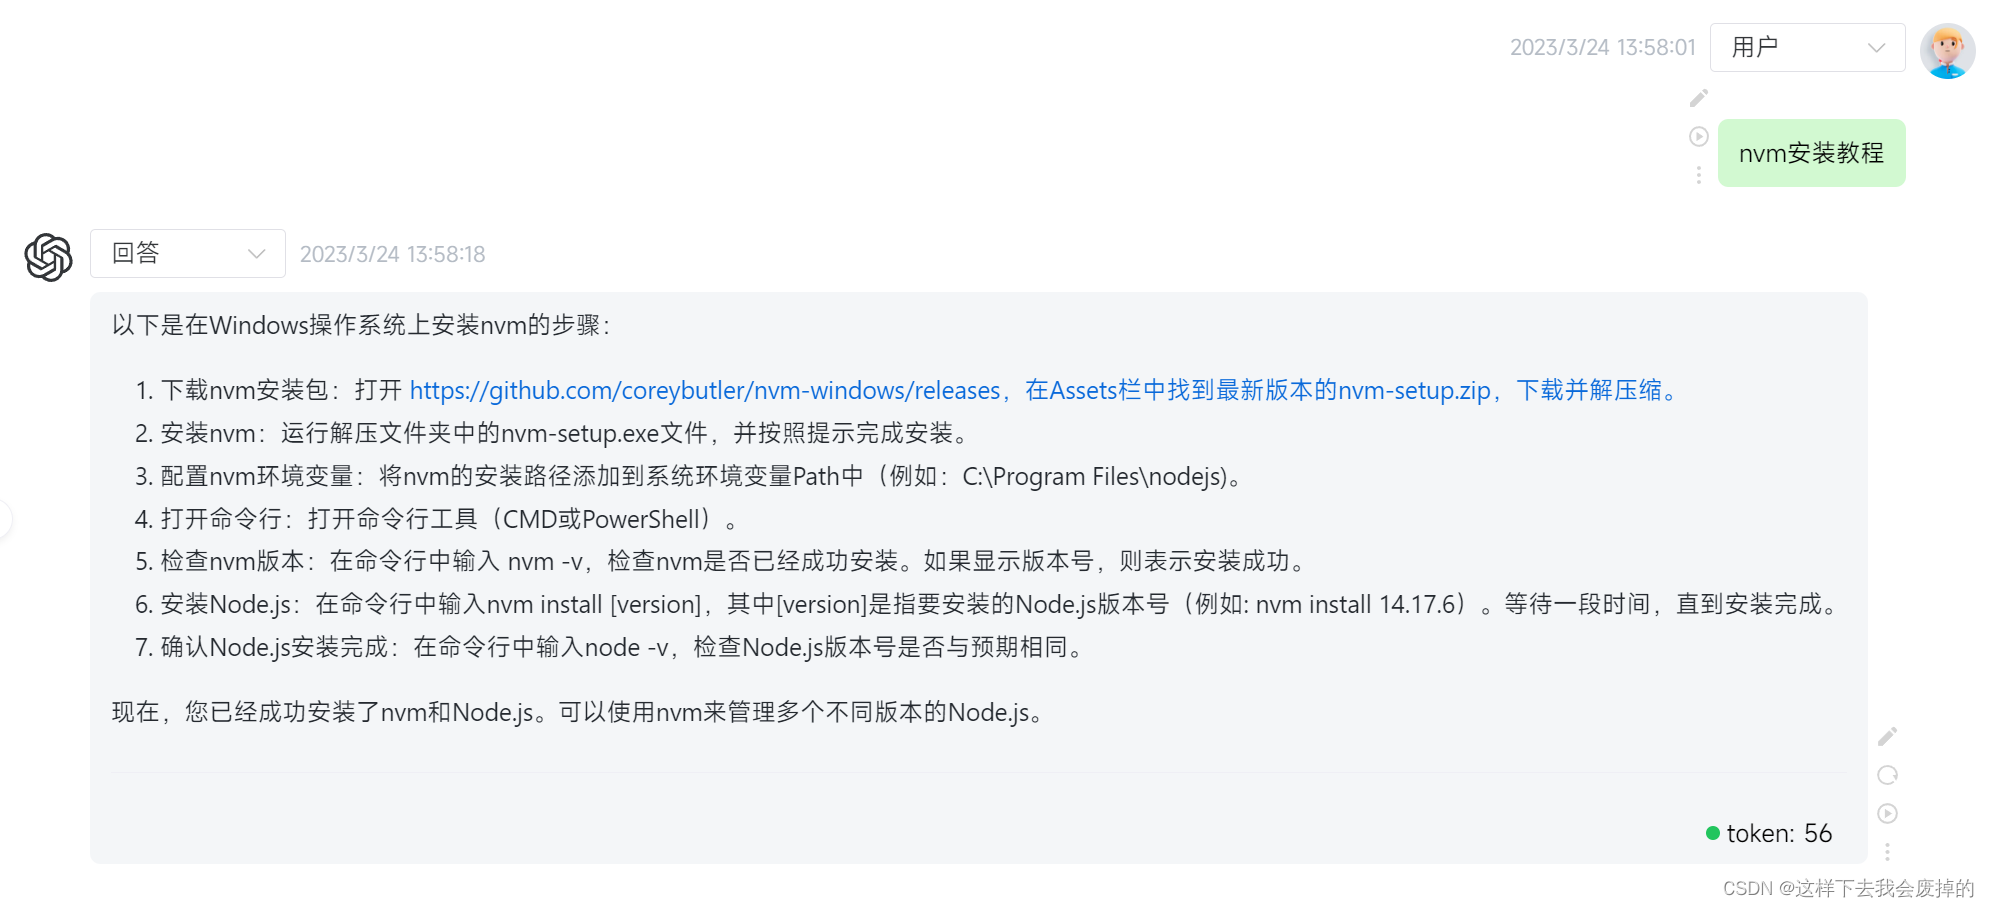 2023/3/24 13:58:01 用户
nvm安装教程
回答 2023/3/24 13:58:18
以下是在Windows操作系统上安装nvm的步骤：
1. 下载nvm安装包：打开 https://github.com/coreybutler/nvm-windows/releases，在Assets栏中找到最新版本的nvm-setup.zip，下载并解压缩。
2. 安装nvm：运行解压文件夹中的nvm-setup.exe文件，并按照提示完成安装。
3. 配置nvm环境变量：将nvm的安装路径添加到系统环境变量Path中（例如：C:\Program Files\nodejs)。
4. 打开命令行：打开命令行工具（CMD或PowerShell）。
5. 检查nvm版本：在命令行中输入 nvm -v，检查nvm是否已经成功安装。如果显示版本号，则表示安装成功。
6. 安装Node.js：在命令行中输入nvm install [version]，其中[version]是指要安装的Node.js版本号（例如: nvm install 14.17.6）。等待一段时间，直到安装完成。
7. 确认Node.js安装完成：在命令行中输入node -v，检查Node.js版本号是否与预期相同。
现在，您已经成功安装了nvm和Node.js。可以使用nvm来管理多个不同版本的Node.js。
token: 56
CSDN @这样下去我会废掉的